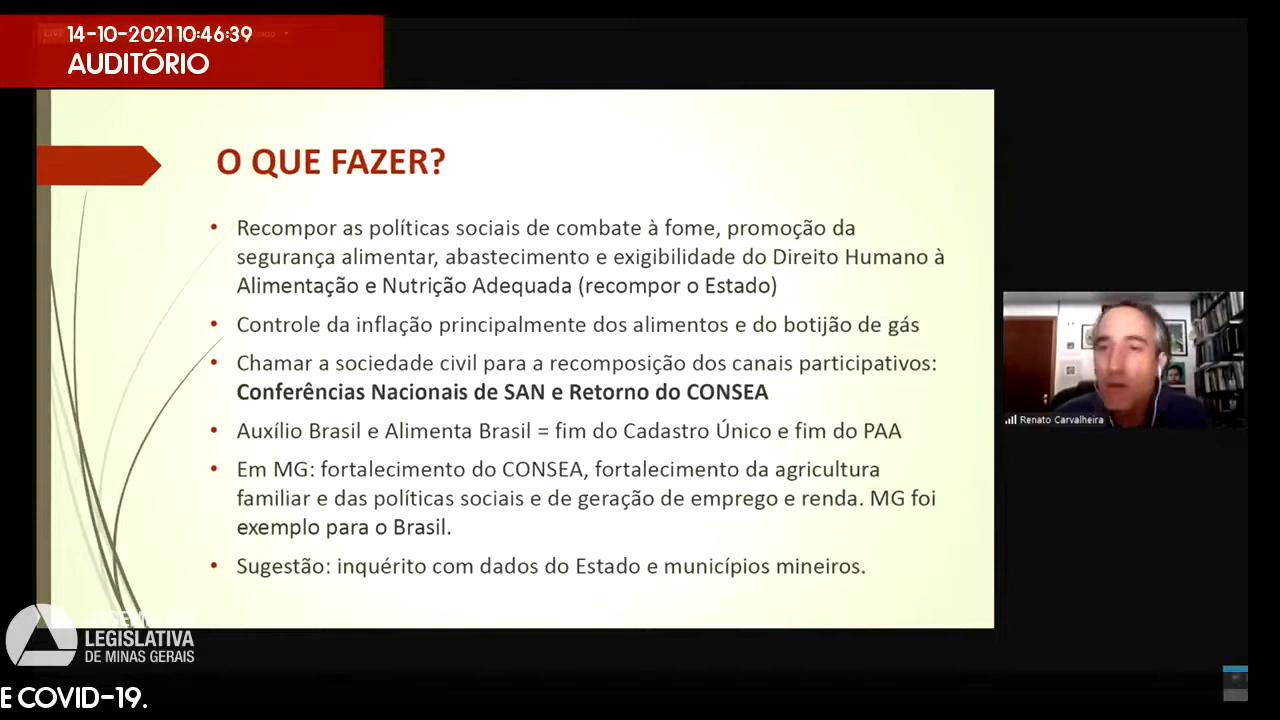 14-10-2021 10:46:39
AUDITÓRIO
O QUE FAZER?
• Recompor as políticas sociais de combate à fome, promoção da
segurança alimentar, abastecimento e exigibilidade do Direito Humano à
Alimentação e Nutrição Adequada (recompor o Estado)
• Controle da inflação principalmente dos alimentos e do botijão de gás
• Chamar a sociedade civil para a recomposição dos canais participativos:
Conferências Nacionais de SAN e Retorno do CONSEA
• Auxílio Brasil e Alimenta Brasil = fim do Cadastro Único e fim do PAA
• Em MG: fortalecimento do CONSEA, fortalecimento da agricultura
familiar e das políticas sociais e de geração de emprego e renda. MG foi
exemplo para o Brasil.
• Sugestão: inquérito com dados do Estado e municípios mineiros.
Renato Carvalheira
LEGISLATIVA
DE MINAS GERAIS
E COVID-19.